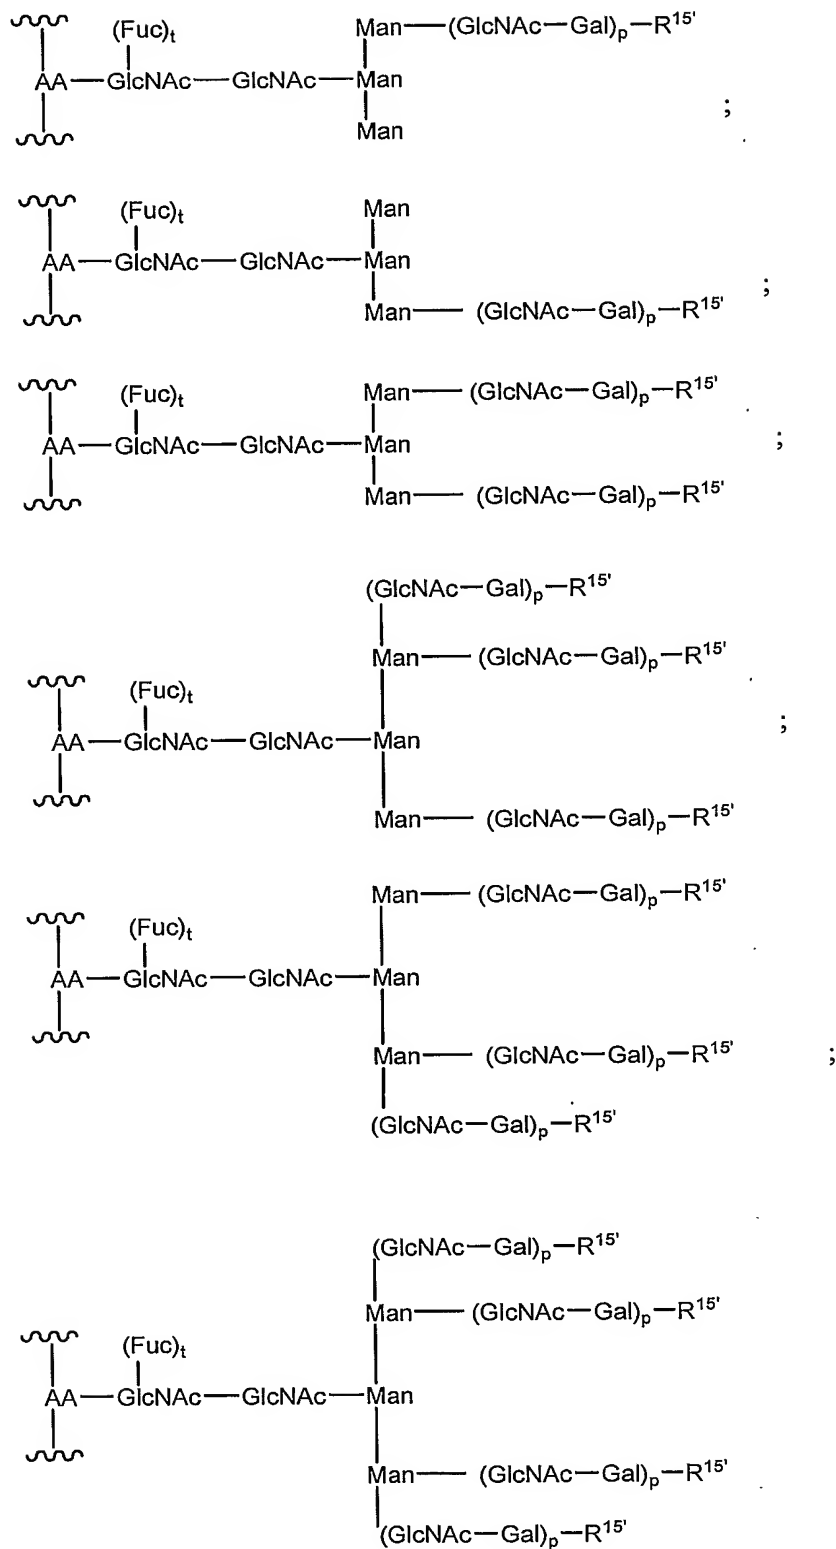 (Fuc)t Man—(GlcNAc—Gal)p—R15'
AA—GlcNAc—GlcNAc—Man
Man ;
(Fuc)t Man
AA—GlcNAc—GlcNAc—Man ;
Man—(GlcNAc—Gal)p—R15'
(Fuc)t Man—(GlcNAc—Gal)p—R15'
AA—GlcNAc—GlcNAc—Man ;
Man—(GlcNAc—Gal)p—R15'
(GlcNAc—Gal)p—R15'
Man—(GlcNAc—Gal)p—R15'
(Fuc)t
AA—GlcNAc—GlcNAc—Man ;
Man—(GlcNAc—Gal)p—R15'
Man—(GlcNAc—Gal)p—R15'
(Fuc)t
AA—GlcNAc—GlcNAc—Man
Man—(GlcNAc—Gal)p—R15' ;
(GlcNAc—Gal)p—R15'
(GlcNAc—Gal)p—R15'
Man—(GlcNAc—Gal)p—R15'
(Fuc)t
AA—GlcNAc—GlcNAc—Man
Man—(GlcNAc—Gal)p—R15'
(GlcNAc—Gal)p—R15'